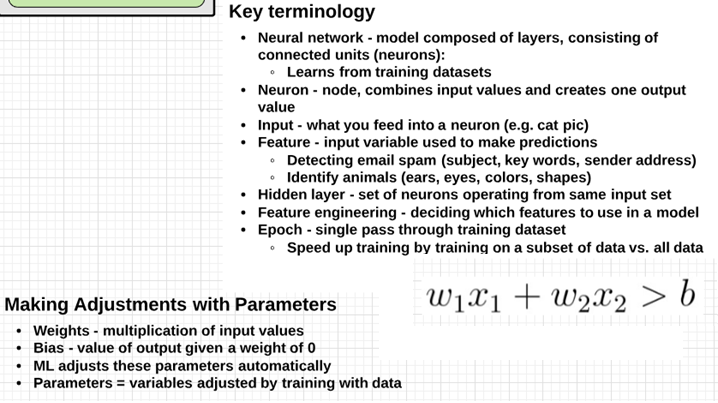 Key terminology
• Neural network - model composed of layers, consisting of
connected units (neurons):
◦ Learns from training datasets
• Neuron - node, combines input values and creates one output
value
• Input - what you feed into a neuron (e.g. cat pic)
• Feature - input variable used to make predictions
◦ Detecting email spam (subject, key words, sender address)
◦ Identify animals (ears, eyes, colors, shapes)
• Hidden layer - set of neurons operating from same input set
• Feature engineering - deciding which features to use in a model
• Epoch - single pass through training dataset
◦ Speed up training by training on a subset of data vs. all data
w₁x₁ + w₂x₂ > b
Making Adjustments with Parameters
• Weights - multiplication of input values
• Bias - value of output given a weight of 0
• ML adjusts these parameters automatically
• Parameters = variables adjusted by training with data